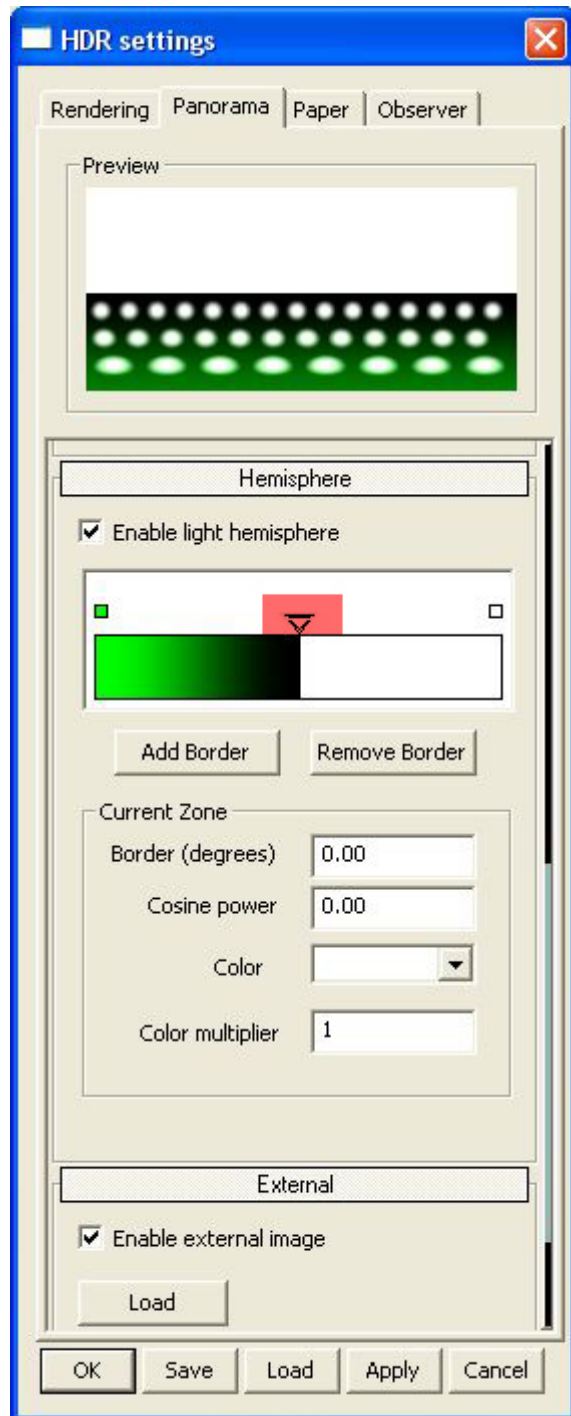 HDR settings
Rendering Panorama Paper Observer
Preview
Hemisphere
Enable light hemisphere
Add Border Remove Border
Current Zone
Border (degrees) 0.00
Cosine power 0.00
Color
Color multiplier 1
External
Enable external image
Load
OK Save Load Apply Cancel